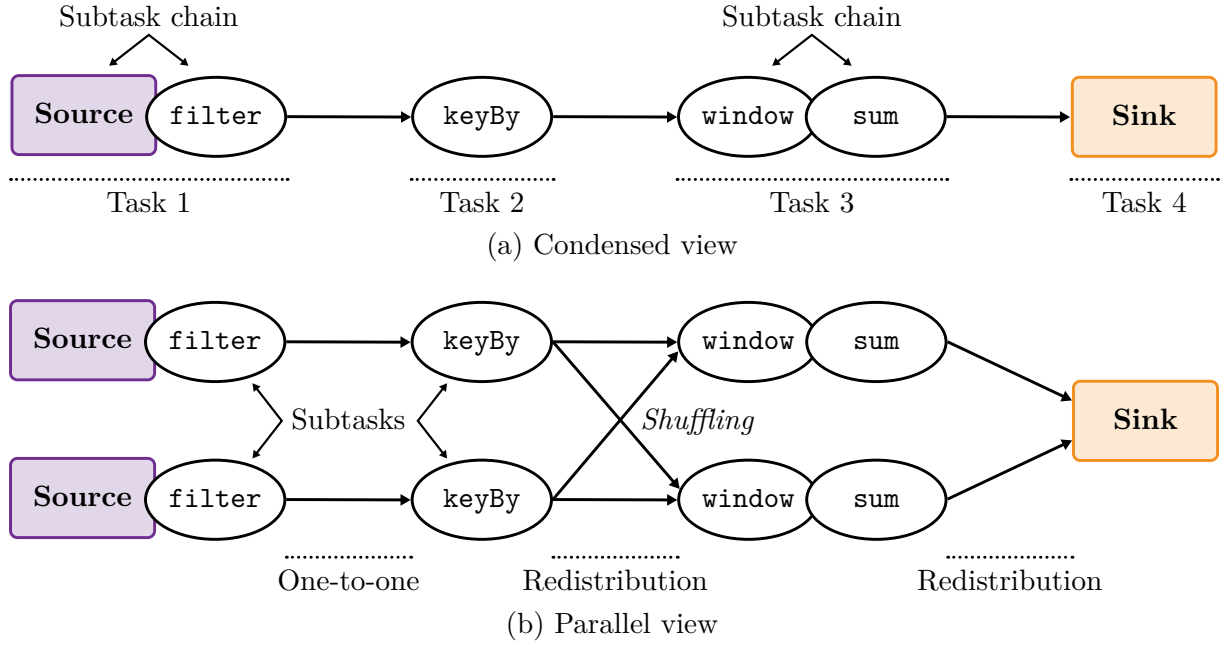 Subtask chain Subtask chain
Source filter keyBy window sum Sink
Task 1 Task 2 Task 3 Task 4
(a) Condensed view
Source filter keyBy window sum
Subtasks Shuffling Sink
Source filter keyBy window sum
One-to-one Redistribution Redistribution
(b) Parallel view